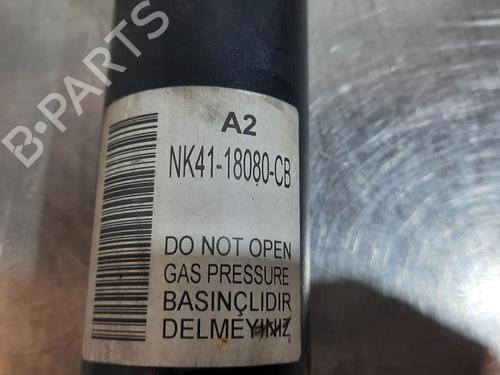 B-PARTS
A2
NK41-18080-CB
DO NOT OPEN
GAS PRESSURE
BASINÇLIDIR
DELMEYİNİZ